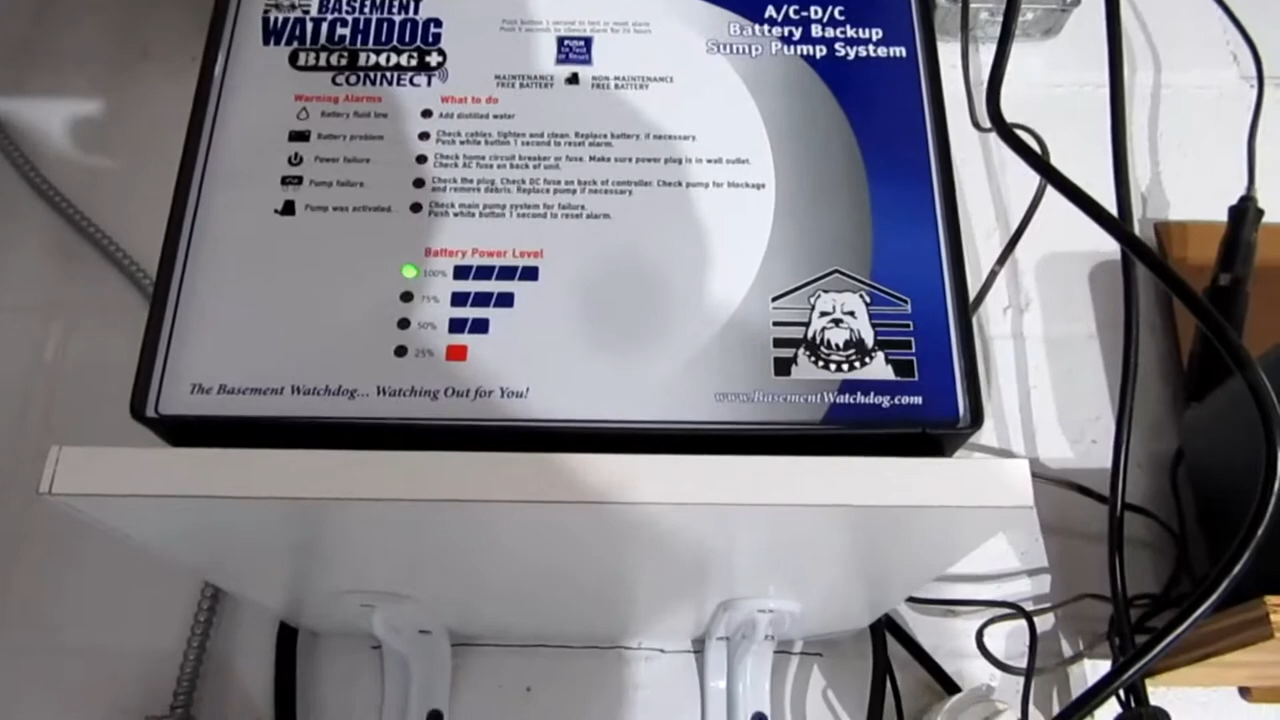 BASEMENT
WATCHDOG
BIG DOG +
CONNECT
Push button 1 second to test or reset alarm
Push 5 seconds to silence alarm for 24 hours
PUSH
to Test
or Reset
MAINTENANCE
FREE BATTERY
NON-MAINTENANCE
FREE BATTERY
A/C-D/C
Battery Backup
Sump Pump System
Warning Alarms
What to do
Battery fluid low
Add distilled water
Battery problem
Check cables, tighten and clean. Replace battery, if necessary.
Push white button 1 second to reset alarm.
Power failure
Check home circuit breaker or fuse. Make sure power plug is in wall outlet.
Check AC fuse on back of unit.
Pump failure.
Check the plug. Check DC fuse on back of controller. Check pump for blockage
and remove debris. Replace pump if necessary.
Pump was activated.
Check main pump system for failure.
Push white button 1 second to reset alarm.
Battery Power Level
100%
75%
50%
25%
The Basement Watchdog... Watching Out for You!
www.BasementWatchdog.com